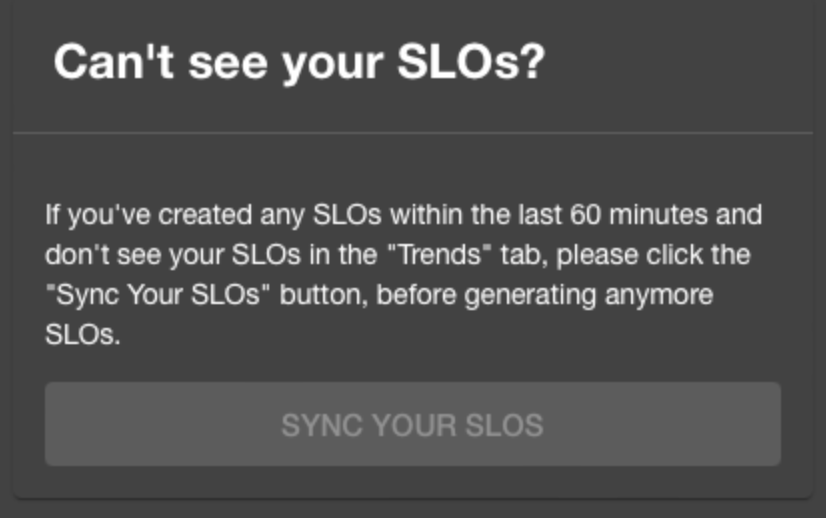 Can't see your SLOs?
If you've created any SLOs within the last 60 minutes and
don't see your SLOs in the "Trends" tab, please click the
"Sync Your SLOs" button, before generating anymore
SLOs.
SYNC YOUR SLOS